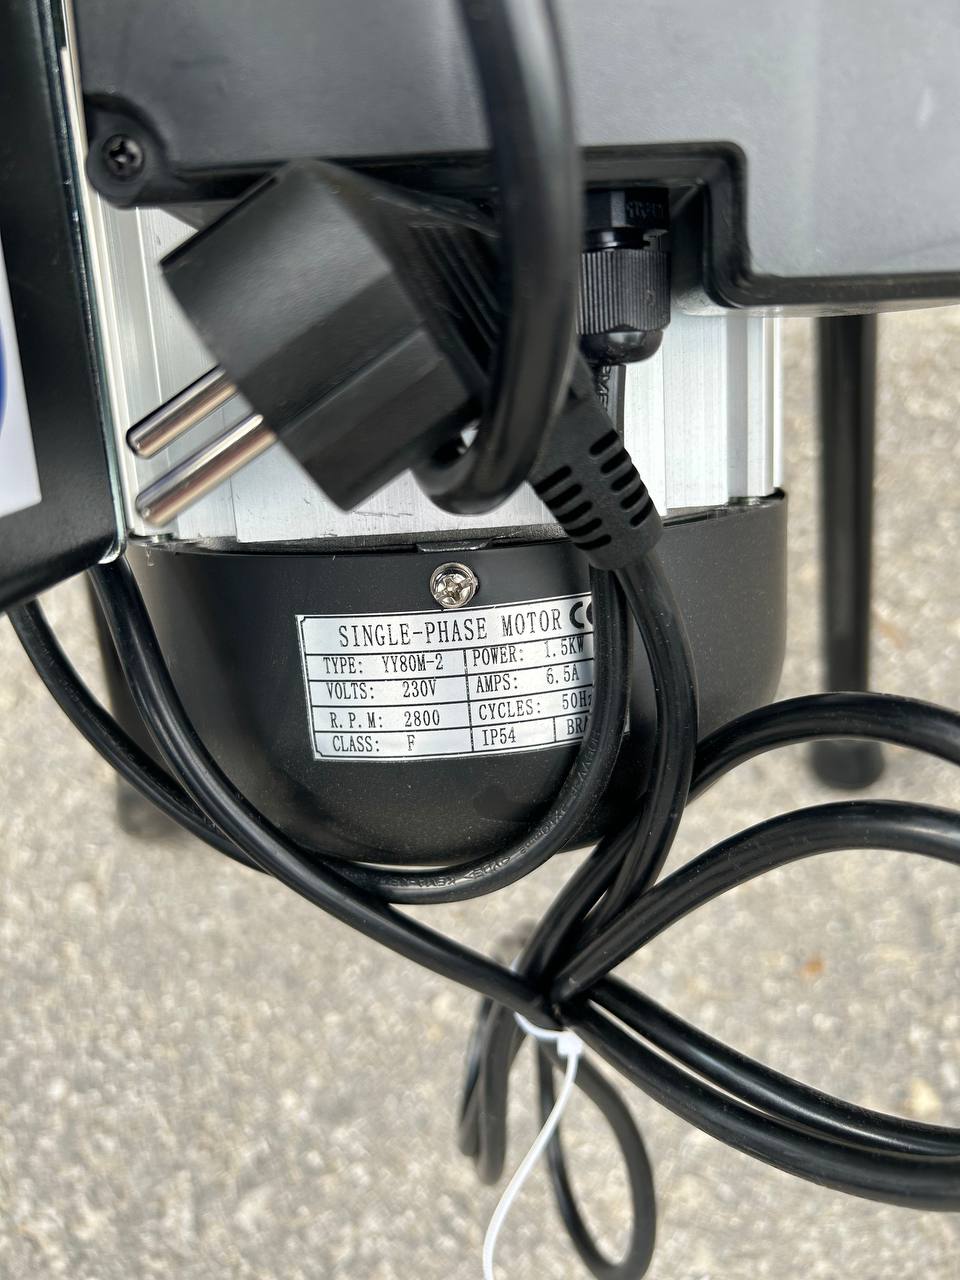 SINGLE-PHASE MOTOR CE
TYPE: YY80M-2 POWER: 1.5KW
VOLTS: 230V AMPS: 6.5A
R.P.M: 2800 CYCLES: 50Hz
CLASS: F IP54